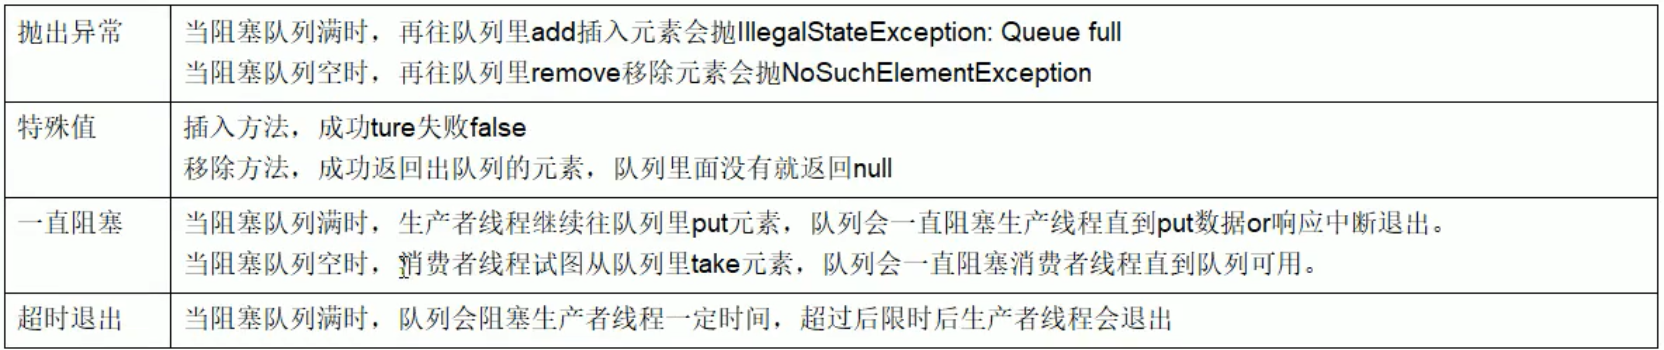 抛出异常
当阻塞队列满时，再往队列里add插入元素会抛IllegalStateException: Queue full
当阻塞队列空时，再往队列里remove移除元素会抛NoSuchElementException
特殊值
插入方法，成功ture失败false
移除方法，成功返回出队列的元素，队列里面没有就返回null
一直阻塞
当阻塞队列满时，生产者线程继续往队列里put元素，队列会一直阻塞生产线程直到put数据or响应中断退出。
当阻塞队列空时，消费者线程试图从队列里take元素，队列会一直阻塞消费者线程直到队列可用。
超时退出
当阻塞队列满时，队列会阻塞生产者线程一定时间，超过后限时后生产者线程会退出